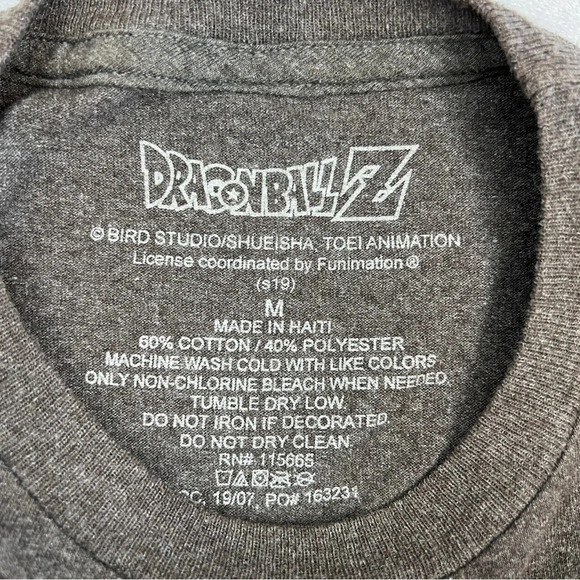 DRAGONBALL Z
© BIRD STUDIO/SHUEISHA, TOEI ANIMATION
License coordinated by Funimation ®
(s19)
M
MADE IN HAITI
60% COTTON / 40% POLYESTER
MACHINE WASH COLD WITH LIKE COLORS
ONLY NON-CHLORINE BLEACH WHEN NEEDED.
TUMBLE DRY LOW.
DO NOT IRON IF DECORATED.
DO NOT DRY CLEAN.
RN# 115665
19/07, PO# 163231